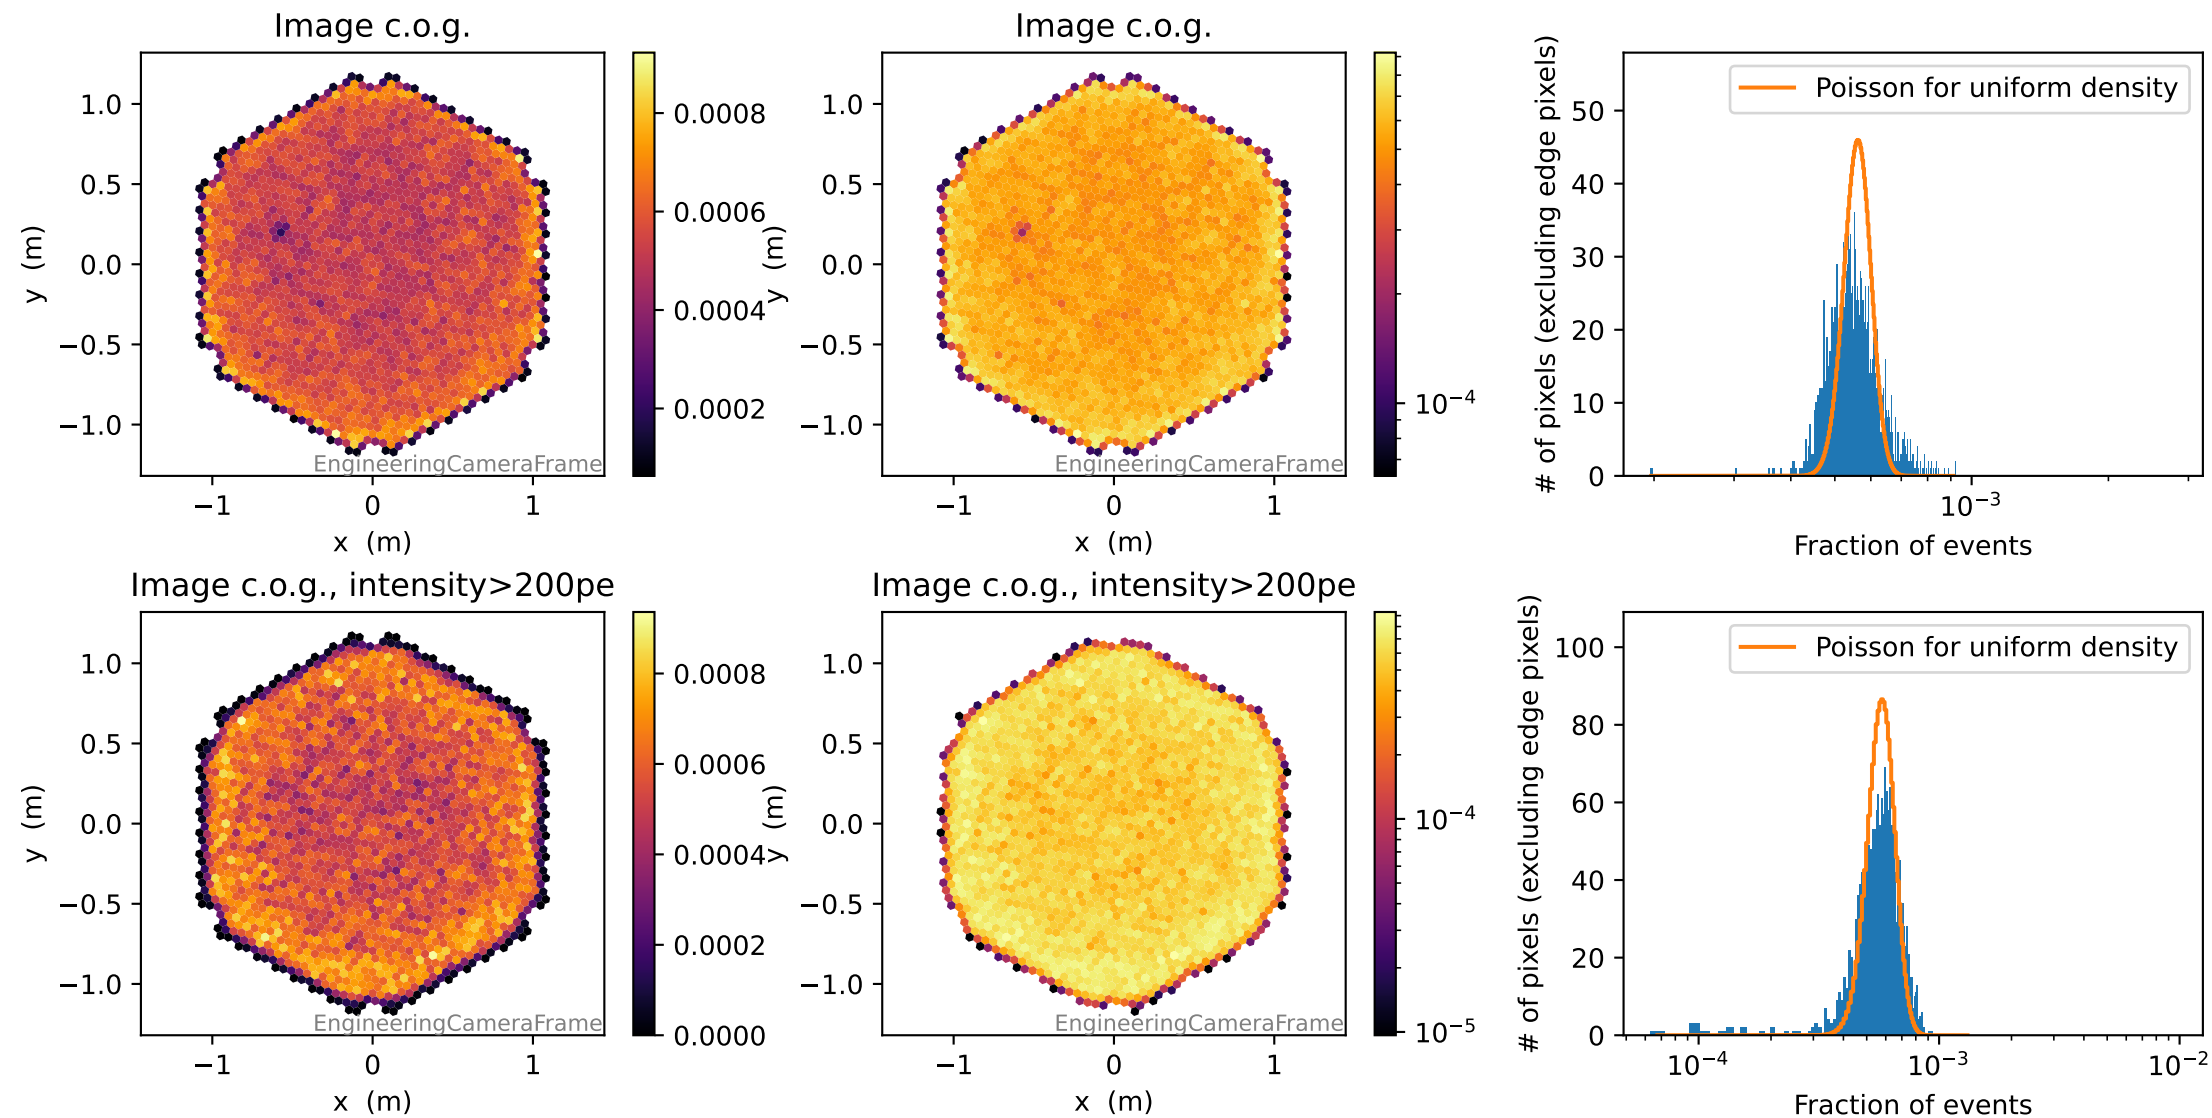 Image c.o.g.
1.0
0.5
0.0
−0.5
−1.0
y (m)
−1
0
1
x (m)
EngineeringCameraFrame
0.0008
0.0006
0.0004
0.0002
Image c.o.g.
1.0
0.5
0.0
−0.5
−1.0
y (m)
−1
0
1
x (m)
EngineeringCameraFrame
10−4
Poisson for uniform density
50
40
30
20
10
0
# of pixels (excluding edge pixels)
10−3
Fraction of events
Image c.o.g., intensity>200pe
1.0
0.5
0.0
−0.5
−1.0
y (m)
−1
0
1
x (m)
EngineeringCameraFrame
0.0008
0.0006
0.0004
0.0002
0.0000
Image c.o.g., intensity>200pe
1.0
0.5
0.0
−0.5
−1.0
y (m)
−1
0
1
x (m)
EngineeringCameraFrame
10−4
10−5
Poisson for uniform density
100
80
60
40
20
0
# of pixels (excluding edge pixels)
10−4
10−3
10−2
Fraction of events